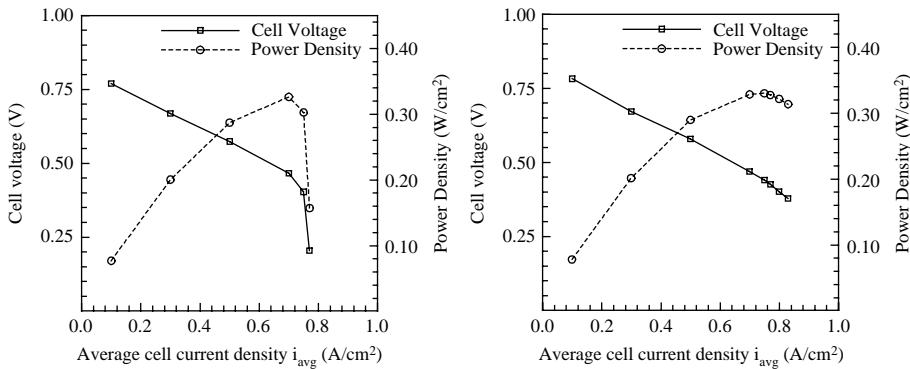 1.00
0.75
0.50
0.25
Cell voltage (V)
Cell Voltage
Power Density
0.40
0.30
0.20
0.10
Power Density (W/cm²)
0.0 0.2 0.4 0.6 0.8 1.0
Average cell current density i_avg (A/cm²)
1.00
0.75
0.50
0.25
Cell voltage (V)
Cell Voltage
Power Density
0.40
0.30
0.20
0.10
Power Density (W/cm²)
0.0 0.2 0.4 0.6 0.8 1.0
Average cell current density i_avg (A/cm²)